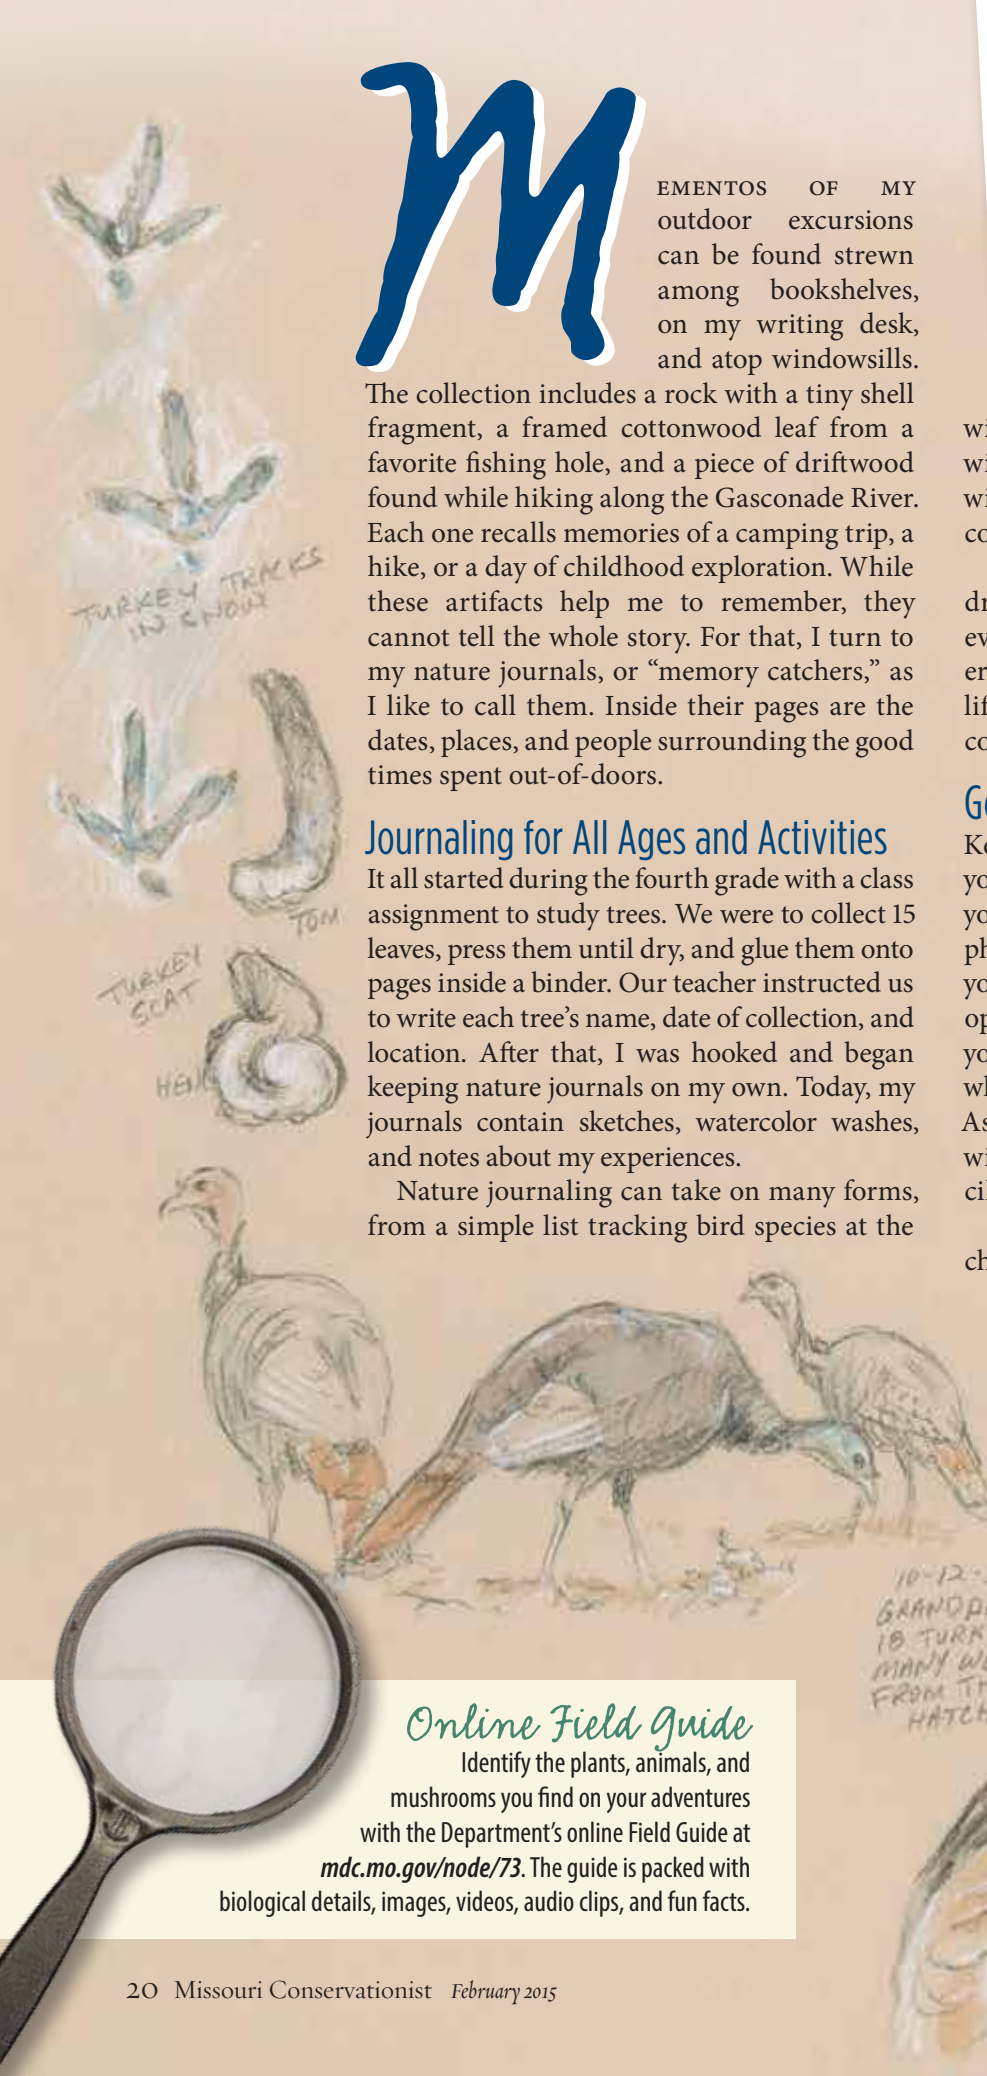 MEMENTOS OF MY
outdoor excursions
can be found strewn
among bookshelves,
on my writing desk,
and atop windowsills.
The collection includes a rock with a tiny shell
fragment, a framed cottonwood leaf from a
favorite fishing hole, and a piece of driftwood
found while hiking along the Gasconade River.
Each one recalls memories of a camping trip, a
hike, or a day of childhood exploration. While
these artifacts help me to remember, they
cannot tell the whole story. For that, I turn to
my nature journals, or “memory catchers,” as
I like to call them. Inside their pages are the
dates, places, and people surrounding the good
times spent out-of-doors.
Journaling for All Ages and Activities
It all started during the fourth grade with a class
assignment to study trees. We were to collect 15
leaves, press them until dry, and glue them onto
pages inside a binder. Our teacher instructed us
to write each tree’s name, date of collection, and
location. After that, I was hooked and began
keeping nature journals on my own. Today, my
journals contain sketches, watercolor washes,
and notes about my experiences.
Nature journaling can take on many forms,
from a simple list tracking bird species at the
TURKEY TRACKS
IN SNOW
TOM
TURKEY
SCAT
HEN
10-12-
18 TURK
MANY
FROM TH
HATCH
Online Field Guide
Identify the plants, animals, and
mushrooms you find on your adventures
with the Department’s online Field Guide at
mdc.mo.gov/node/73. The guide is packed with
biological details, images, videos, audio clips, and fun facts.
20 Missouri Conservationist February 2015